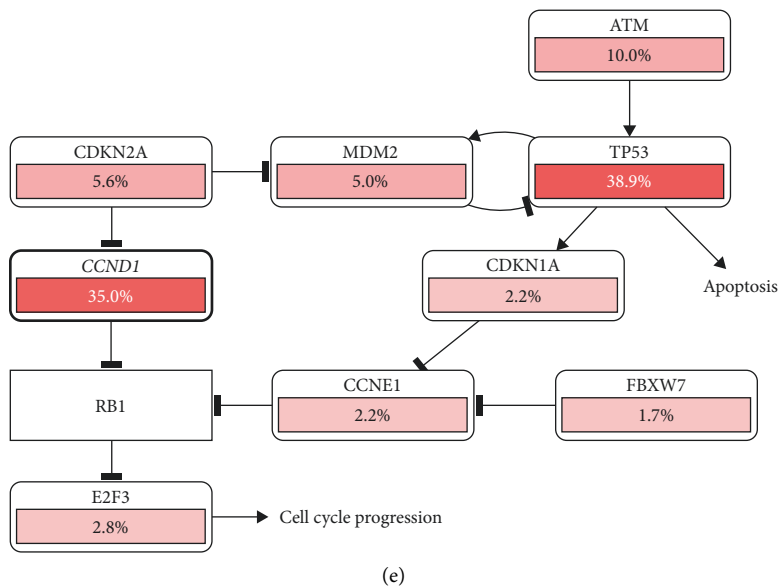 ATM
10.0%
CDKN2A
5.6%
MDM2
5.0%
TP53
38.9%
CCND1
35.0%
CDKN1A
2.2%
Apoptosis
RB1
CCNE1
2.2%
FBXW7
1.7%
E2F3
2.8%
Cell cycle progression
(e)